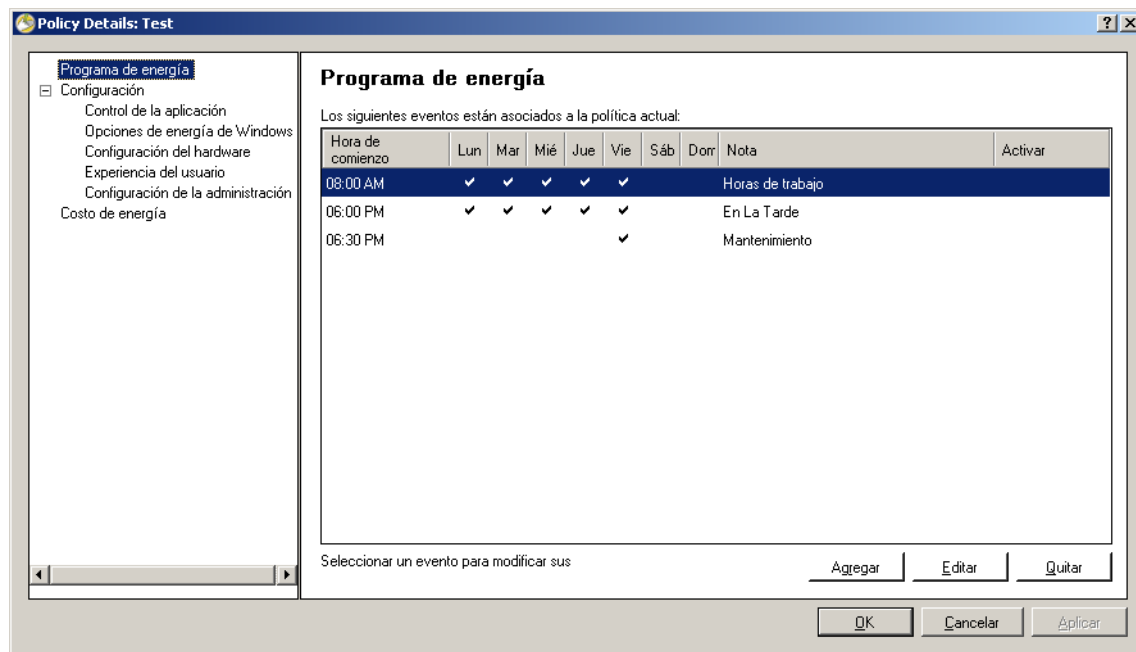 Policy Details: Test
Programa de energía
Configuración
Control de la aplicación
Opciones de energía de Windows
Configuración del hardware
Experiencia del usuario
Configuración de la administración
Costo de energía
Programa de energía
Los siguientes eventos están asociados a la política actual:
Hora de comienzo Lun Mar Mié Jue Vie Sáb Dom Nota Activar
08:00 AM Horas de trabajo
06:00 PM En La Tarde
06:30 PM Mantenimiento
Seleccionar un evento para modificar sus
Agregar Editar Quitar
OK Cancelar Aplicar